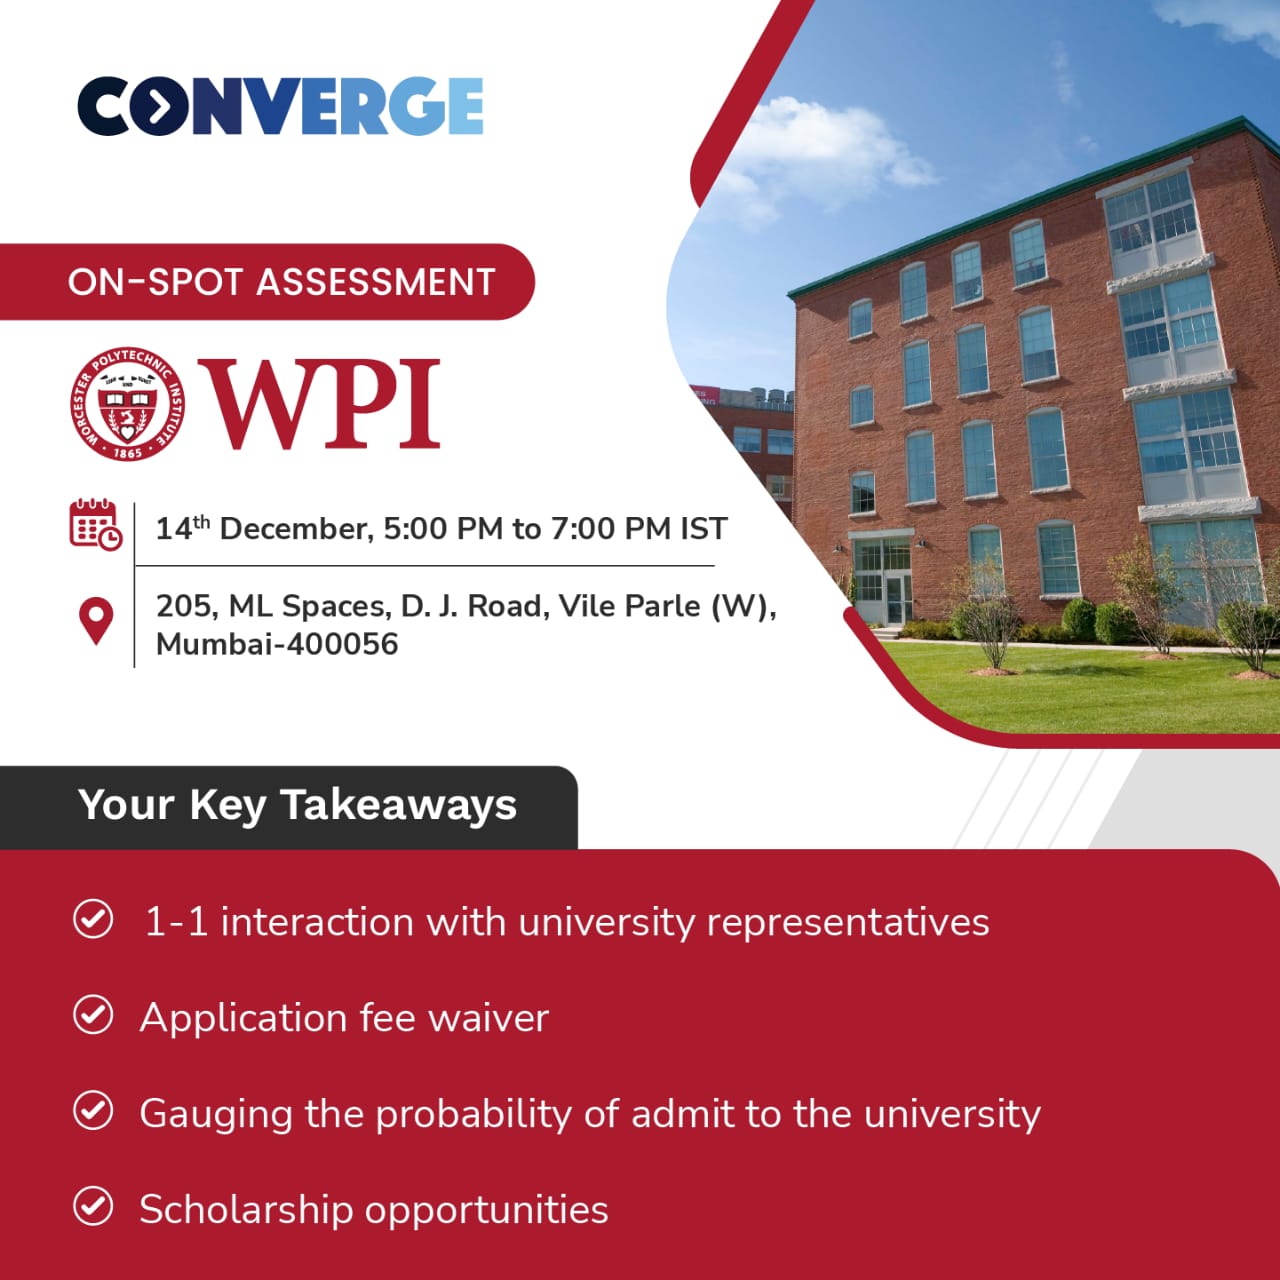 CONVERGE
ON-SPOT ASSESSMENT
WORCESTER POLYTECHNIC INSTITUTE
1865
WPI
14th December, 5:00 PM to 7:00 PM IST
205, ML Spaces, D. J. Road, Vile Parle (W),
Mumbai-400056
Your Key Takeaways
1-1 interaction with university representatives
Application fee waiver
Gauging the probability of admit to the university
Scholarship opportunities